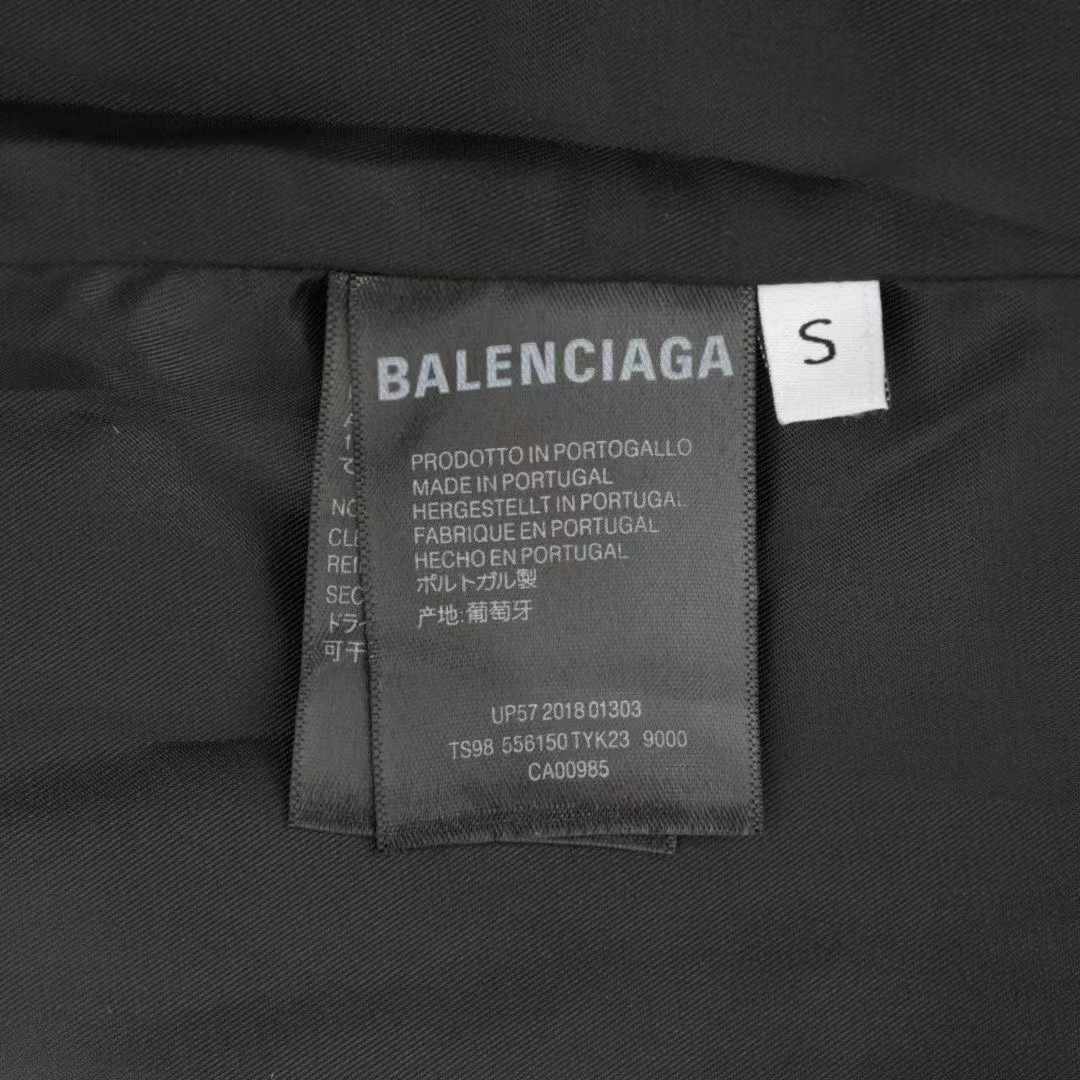 BALENCIAGA
S
PRODOTTO IN PORTOGALLO
MADE IN PORTUGAL
HERGESTELLT IN PORTUGAL
FABRIQUE EN PORTUGAL
HECHO EN PORTUGAL
ポルトガル製
产地:葡萄牙
UP57 2018 01303
TS98 556150 TYK23 9000
CA00985